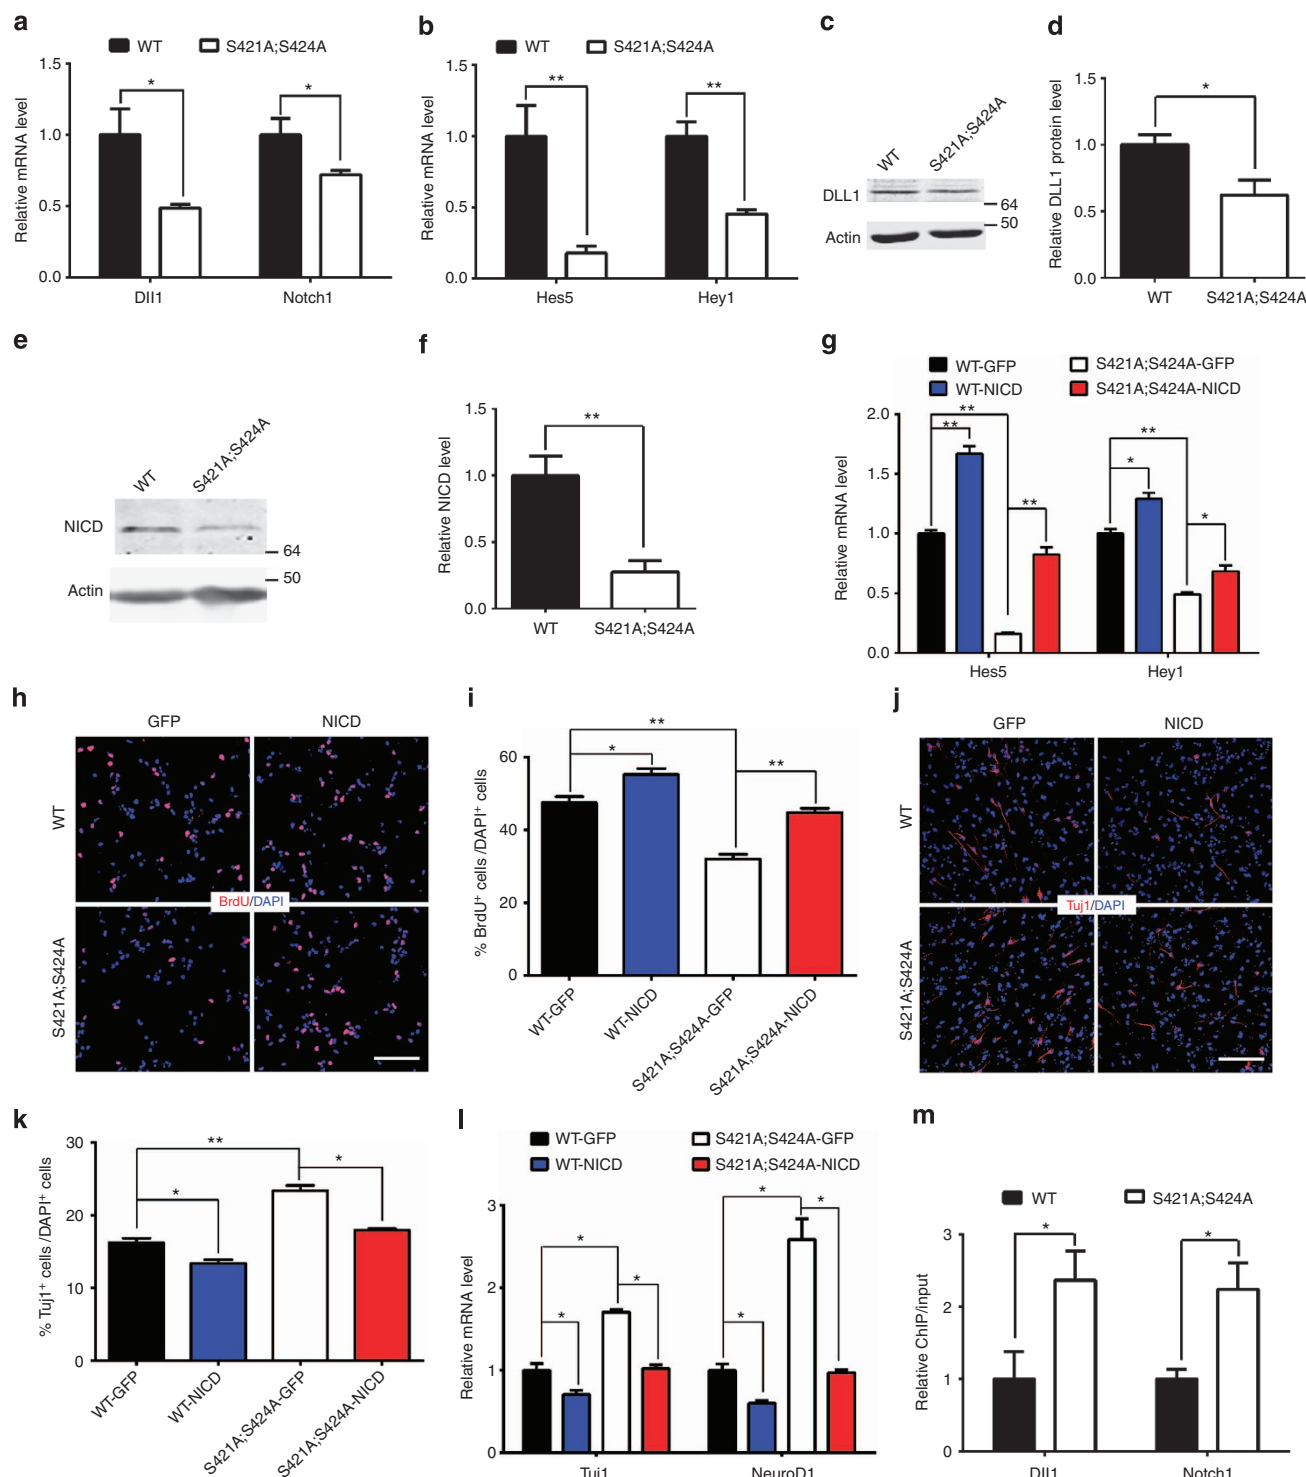 a
WT S421A;S424A
Relative mRNA level
1.5
1.0
0.5
0.0
* *
Dll1 Notch1
b
WT S421A;S424A
Relative mRNA level
1.5
1.0
0.5
0.0
** **
Hes5 Hey1
c
WT S421A;S424A
DLL1
64
50
Actin
d
Relative DLL1 protein level
1.5
1.0
0.5
0.0
*
WT S421A;S424A
e
WT S421A;S424A
NICD
64
50
Actin
f
Relative NICD level
1.5
1.0
0.5
0.0
**
WT S421A;S424A
g
WT-GFP S421A;S424A-GFP
WT-NICD S421A;S424A-NICD
Relative mRNA level
2.0
1.5
1.0
0.5
0.0
** ** ** ** * *
Hes5 Hey1
h
GFP NICD
WT
BrdU/DAPI
S421A;S424A
i
% BrdU+ cells /DAPI+ cells
60
40
20
0
** * **
WT-GFP
WT-NICD
S421A;S424A-GFP
S421A;S424A-NICD
j
GFP NICD
WT
Tuj1/DAPI
S421A;S424A
k
% Tuj1+ cells /DAPI+ cells
30
20
10
0
** * *
WT-GFP
WT-NICD
S421A;S424A-GFP
S421A;S424A-NICD
l
WT-GFP S421A;S424A-GFP
WT-NICD S421A;S424A-NICD
Relative mRNA level
3
2
1
0
* * * * * *
Tuj1 NeuroD1
m
WT S421A;S424A
Relative ChIP/input
3
2
1
0
* *
Dll1 Notch1